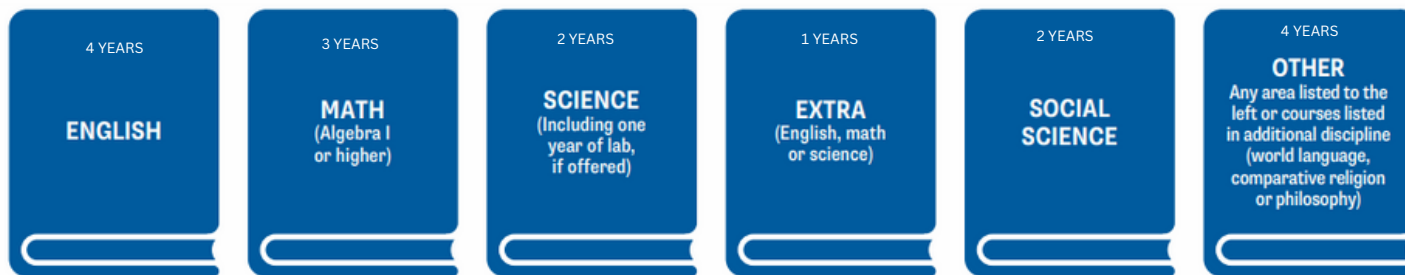 4 YEARS
ENGLISH
3 YEARS
MATH
(Algebra I
or higher)
2 YEARS
SCIENCE
(Including one
year of lab,
if offered)
1 YEARS
EXTRA
(English, math
or science)
2 YEARS
SOCIAL
SCIENCE
4 YEARS
OTHER
Any area listed to the
left or courses listed
in additional discipline
(world language,
comparative religion
or philosophy)